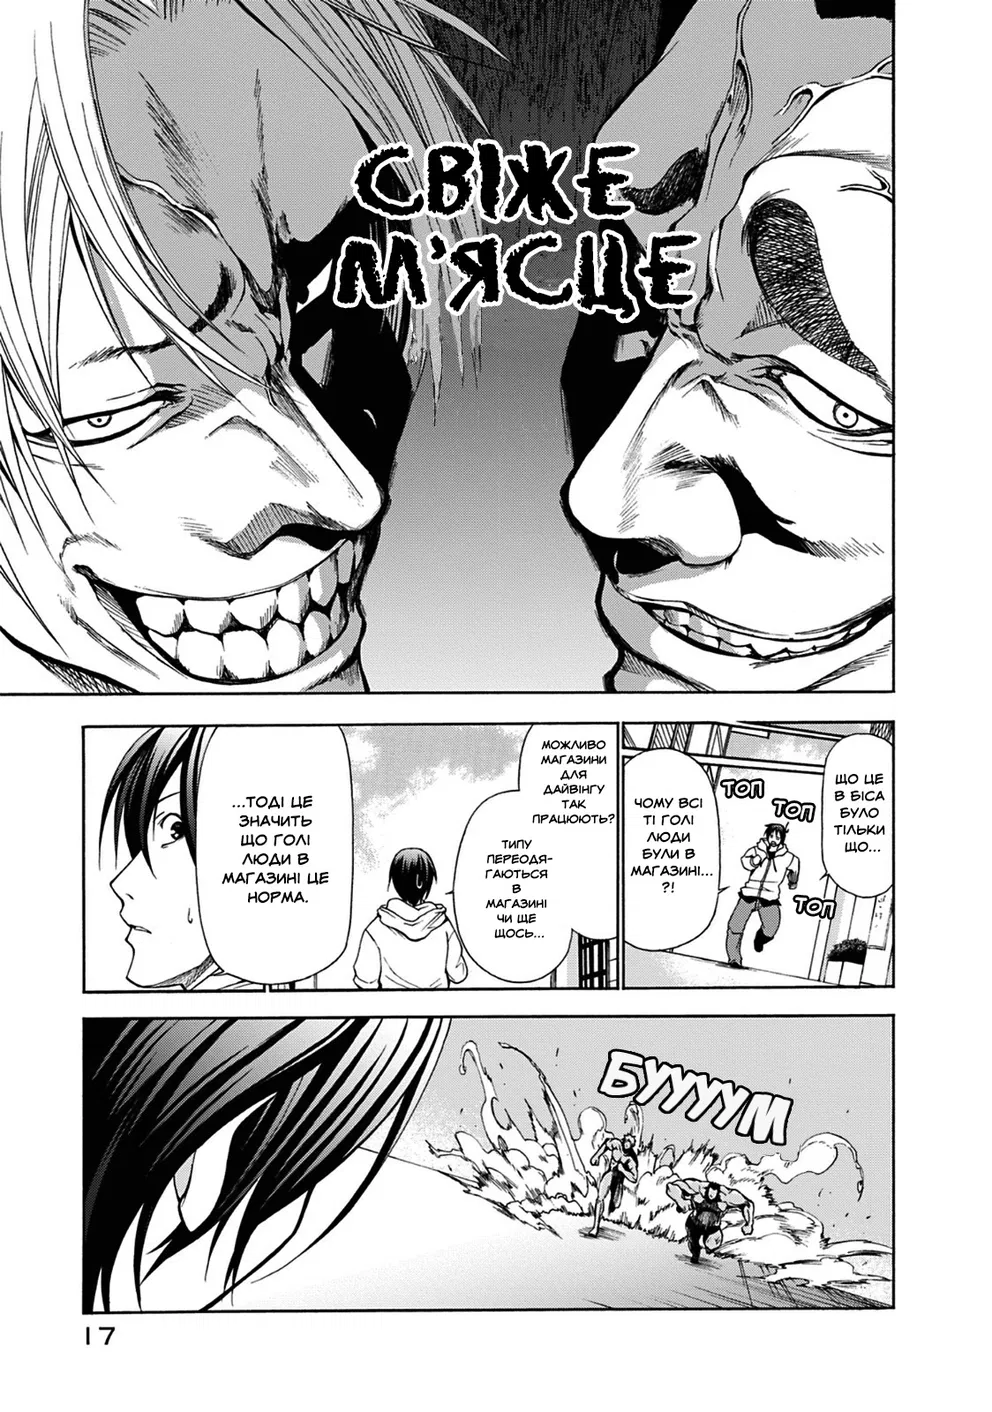 СВІЖЕ
М'ЯСЦЕ
ЩО ЦЕ
В БІСА
БУЛО
ТІЛЬКИ
ЩО...
ТОП
ТОП
ТОП
ЧОМУ ВСІ
ТІ ГОЛІ
ЛЮДИ
БУЛИ В
МАГАЗИНІ...
?!
МОЖЛИВО
МАГАЗИНИ
ДЛЯ
ДАЙВІНГУ
ТАК
ПРАЦЮЮТЬ?
ТИПУ
ПЕРЕОДЯ-
ГАЮТЬСЯ
В
МАГАЗИНІ
ЧИ ЩЕ
ЩОСЬ...
...ТОДІ ЦЕ
ЗНАЧИТЬ
ЩО ГОЛІ
ЛЮДИ В
МАГАЗИНІ ЦЕ
НОРМА.
БУУУУМ
17